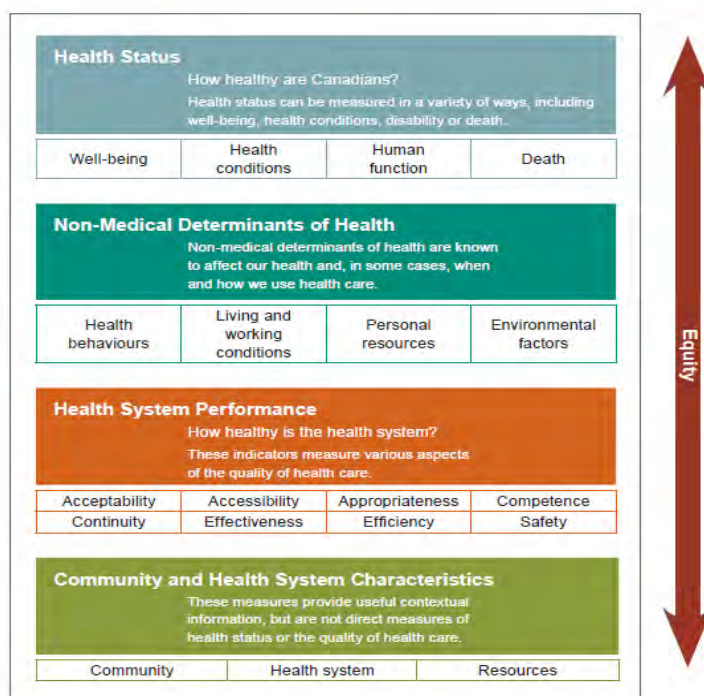 Health Status
How healthy are Canadians?
Health status can be measured in a variety of ways, including
well-being, health conditions, disability or death.
Well-being
Health
conditions
Human
function
Death
Non-Medical Determinants of Health
Non-medical determinants of health are known
to affect our health and, in some cases, when
and how we use health care.
Health
behaviours
Living and
working
conditions
Personal
resources
Environmental
factors
Health System Performance
How healthy is the health system?
These indicators measure various aspects
of the quality of health care.
Acceptability Accessibility Appropriateness Competence
Continuity Effectiveness Efficiency Safety
Community and Health System Characteristics
These measures provide useful contextual
information, but are not direct measures of
health status or the quality of health care.
Community Health system Resources
Equity